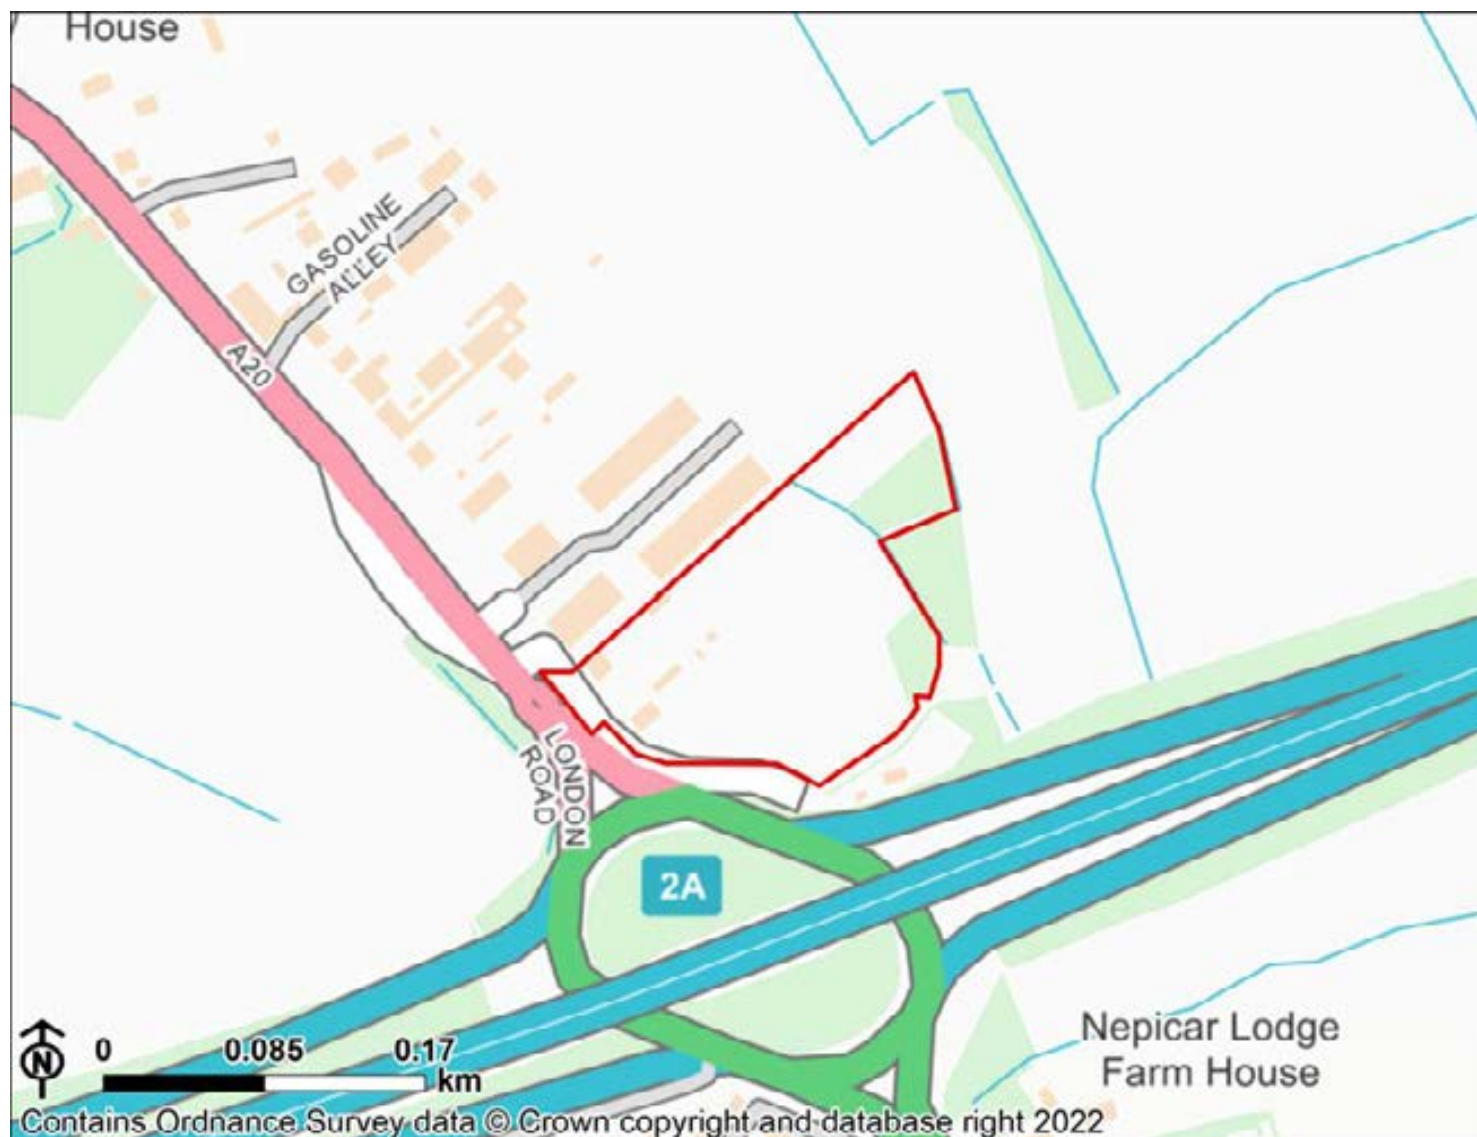 House
GASOLINE
ALLEY
A20
LONDON
ROAD
2A
Nepicar Lodge
Farm House
N
0 0.085 0.17
km
Contains Ordnance Survey data © Crown copyright and database right 2022